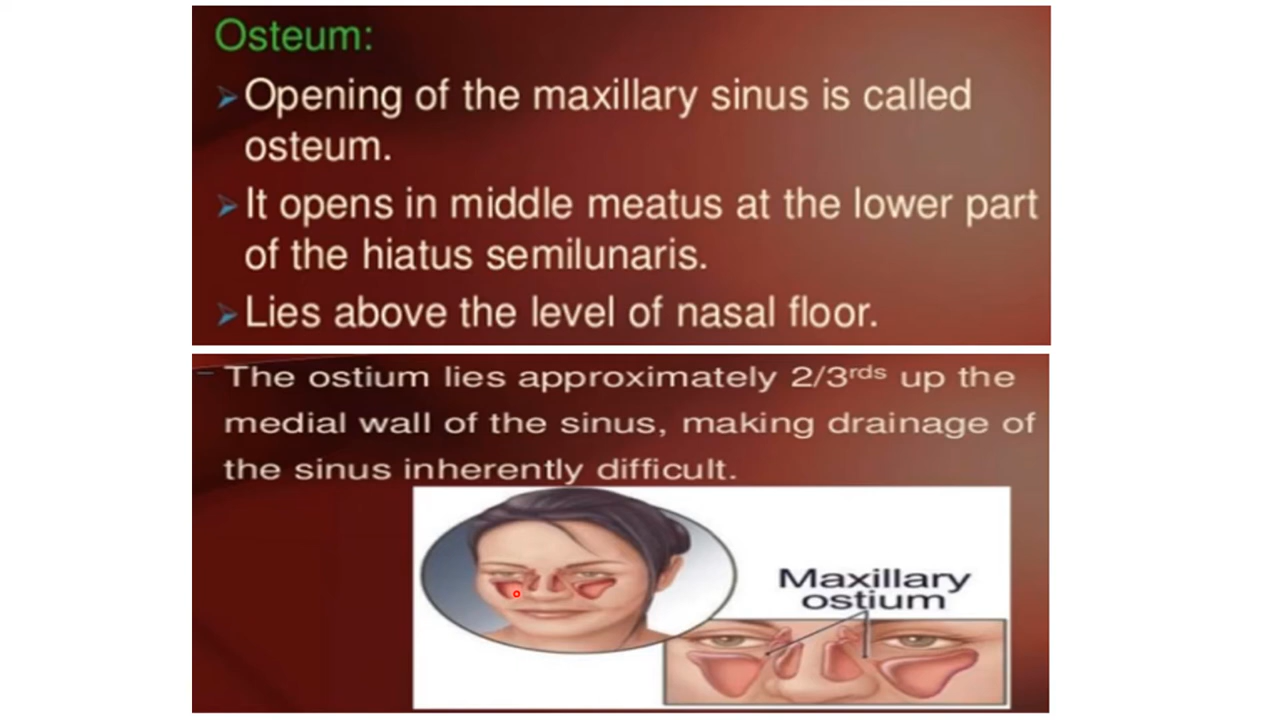 Osteum:
➢Opening of the maxillary sinus is called
osteum.
➢It opens in middle meatus at the lower part
of the hiatus semilunaris.
➢Lies above the level of nasal floor.
– The ostium lies approximately 2/3rds up the
medial wall of the sinus, making drainage of
the sinus inherently difficult.
Maxillary
ostium